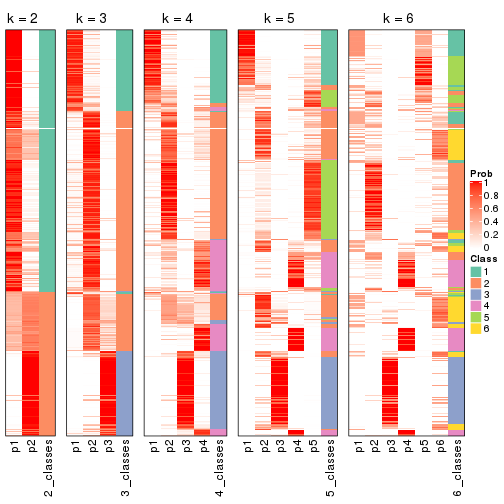 k = 2
k = 3
k = 4
k = 5
k = 6
p1
p2
2_classes
p1
p2
p3
3_classes
p1
p2
p3
p4
4_classes
p1
p2
p3
p4
p5
5_classes
p1
p2
p3
p4
p5
p6
6_classes
Prob
1
0.8
0.6
0.4
0.2
0
Class
1
2
3
4
5
6